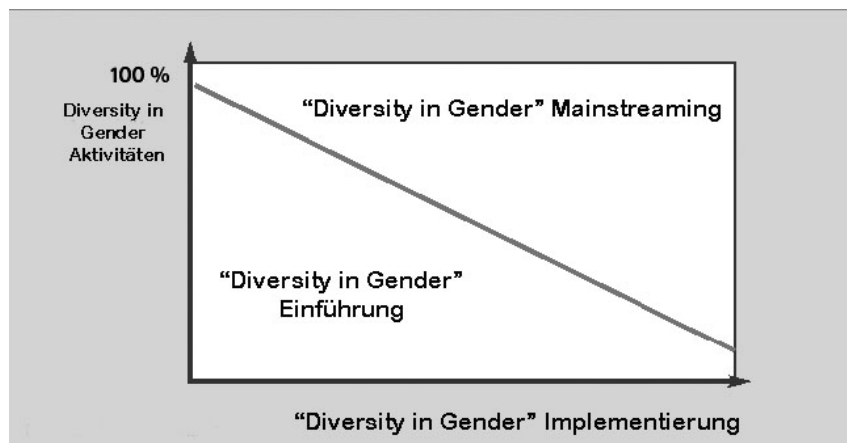 100 %
Diversity in
Gender
Aktivitäten
“Diversity in Gender” Mainstreaming
“Diversity in Gender”
Einführung
“Diversity in Gender” Implementierung